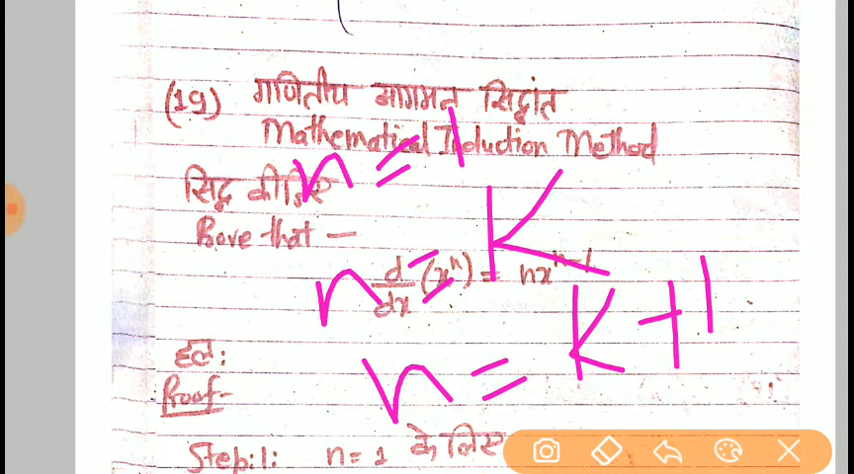 (19) गणितीय आगमन सिद्धांत
Mathematical Induction Method
n = 1
सिद्ध कीजिए
Prove that —
n = K
d/dx (xⁿ) = nxⁿ⁻¹
n = K+1
हल:
Proof-
Step:1: n = 1 के लिए